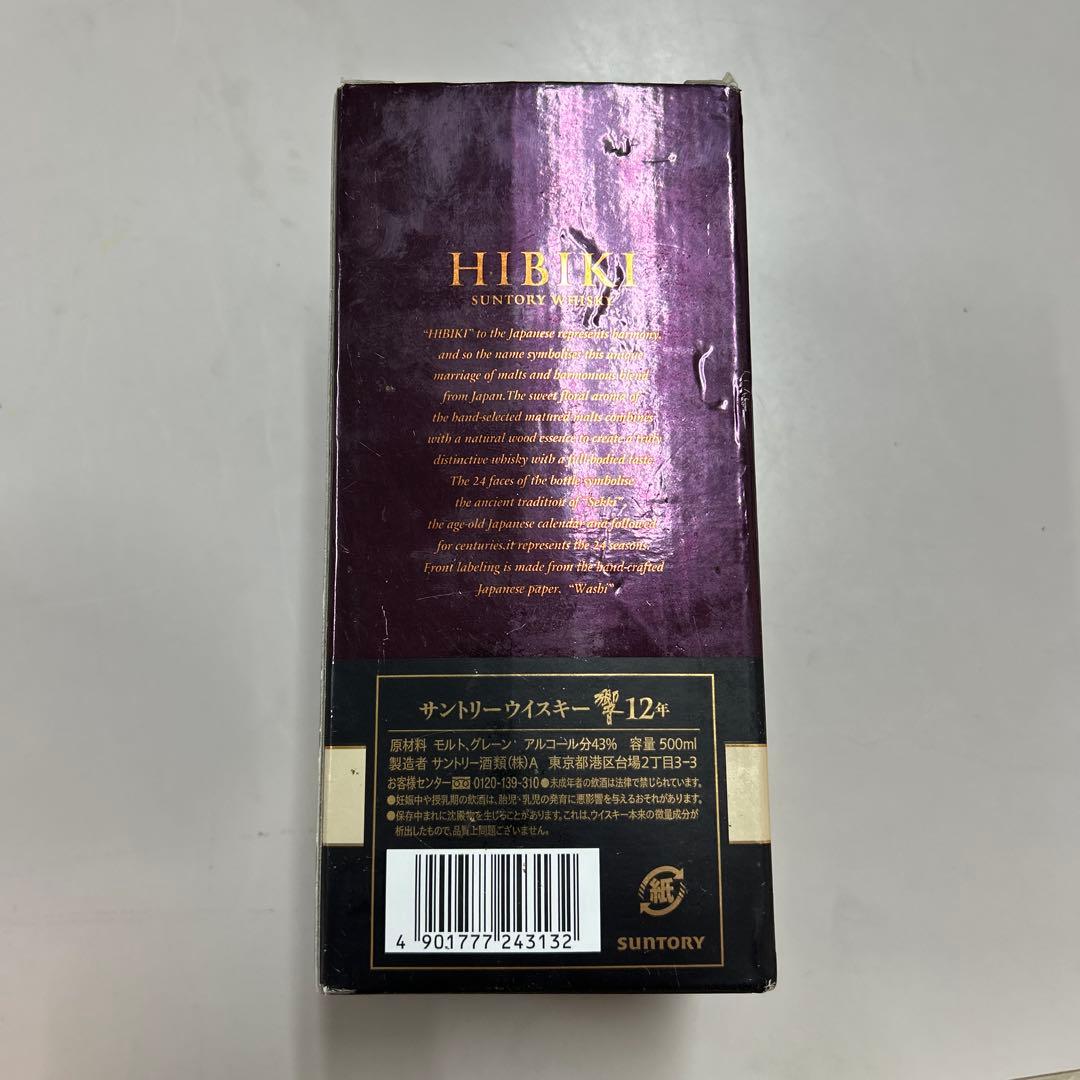 HIBIKI
SUNTORY WHISKY
“HIBIKI” to the Japanese represents harmony.
and so the name symbolises this unique
marriage of malts and harmonious blend
from Japan.The sweet floral aroma of
the hand-selected matured malts combines
with a natural wood essence to create a truly
distinctive whisky with a full-bodied taste.
The 24 faces of the bottle symbolise
the ancient tradition of “Sekki”,
the age-old Japanese calendar and followed
for centuries.it represents the 24 seasons.
Front labeling is made from the hand-crafted
Japanese paper. “Washi”
サントリーウイスキー 響 12年
原材料 モルト、グレーン アルコール分43% 容量 500ml
製造者 サントリー酒類(株)A 東京都港区台場2丁目3-3
お客様センター 0120-139-310 ●未成年者の飲酒は法律で禁じられています。
●妊娠中や授乳期の飲酒は、胎児・乳児の発育に悪影響を与えるおそれがあります。
●保存中まれに沈殿物を生じることがあります。これは、ウイスキー本来の微量成分が
析出したもので、品質上問題ございません。
4 901777 243132
紙
SUNTORY